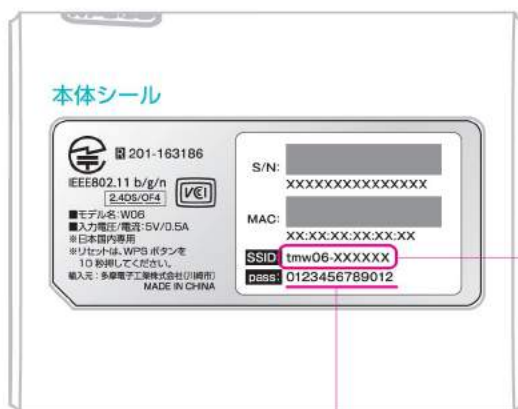 本体シール
R 201-163186
IEEE802.11 b/g/n
2.4DS/OF4
VCI
■モデル名:W06
■入力電圧/電流:5V/0.5A
※日本国内専用
※リセットは、WPS ボタンを
10 秒押してください。
輸入元:多摩電子工業株式会社(川崎市)
MADE IN CHINA
S/N:
XXXXXXXXXXXXXXX
MAC:
XX:XX:XX:XX:XX:XX
SSID: tmw06-XXXXXX
pass: 0123456789012